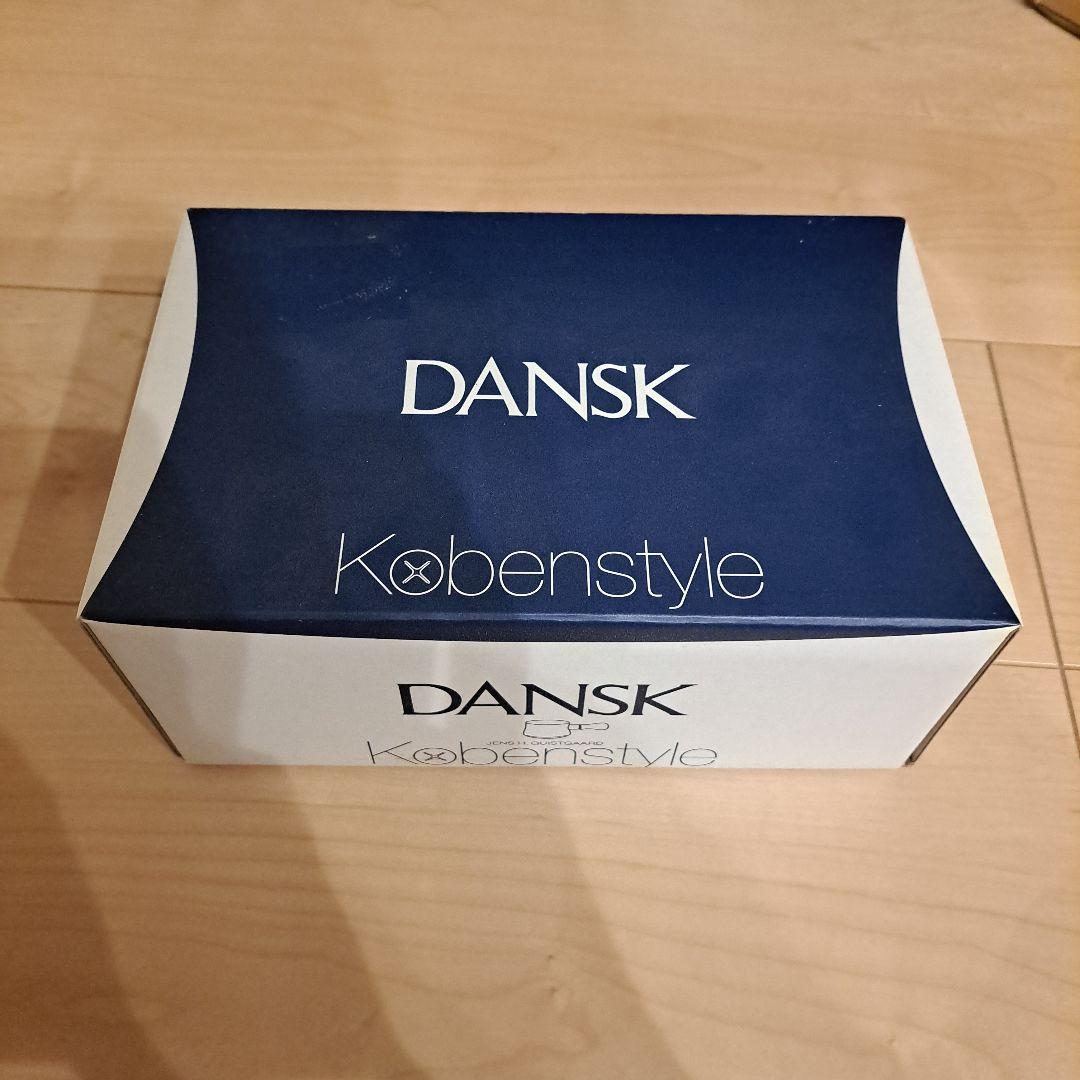 DANSK
Kobenstyle
DANSK
JENS H. QUISTGAARD
Kobenstyle